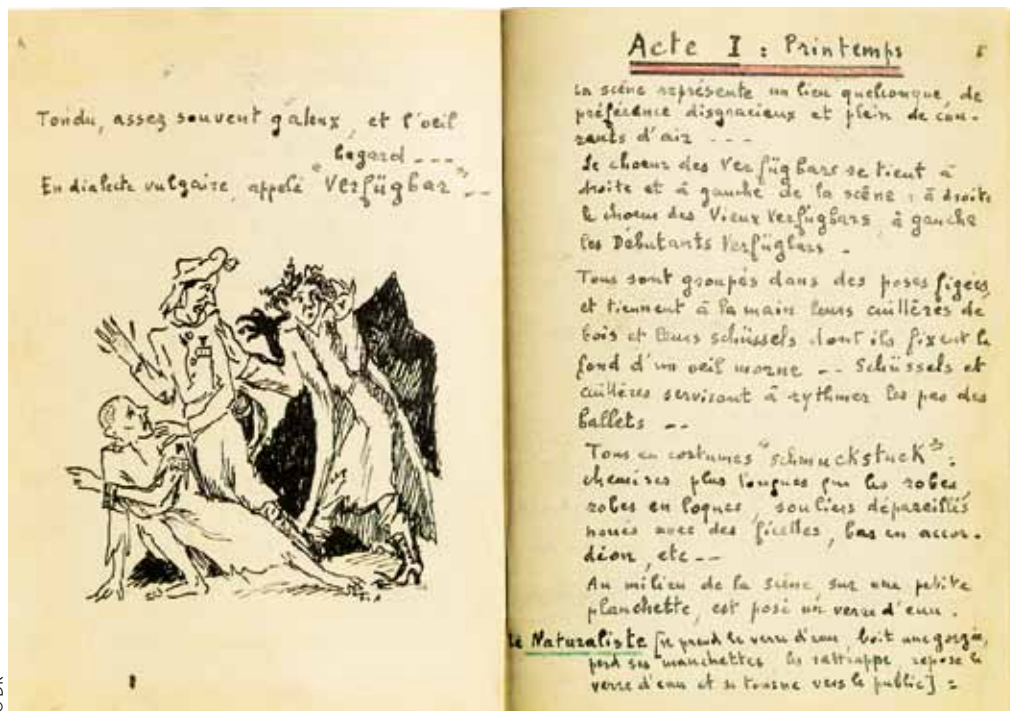 Tondu, assez souvent galeux, et l'oeil
hagard ---
En dialecte vulgaire, appelé "Verfügbar" --
Acte I : Printemps
5
La scène représente un lieu quelconque, de
préférence disgracieux et plein de cou-
rants d'air ---
Le choeur des Verfügbars se tient à
droite et à gauche de la scène : à droite
le choeur des Vieux Verfügbars, à gauche
les Débutants Verfügbars -
Tous sont groupés dans des poses figées,
et tiennent à la main leurs cuillères de
bois et leurs schüssels dont ils fixent le
fond d'un oeil morne -- Schüssels et
cuillères serviront à rythmer les pas des
ballets --
Tous en costumes "schmuckstuck" :
chemises plus longues que les robes,
robes en loques, souliers dépareillés
noués avec des ficelles, bas en accor-
déon, etc --
Au milieu de la scène, sur une petite
planchette, est posé un verre d'eau.
Le Naturaliste [il prend le verre d'eau, boit une gorgée,
perd ses manchettes, les rattrappe, repose le
verre d'eau et se tourne vers le public] :
© DR